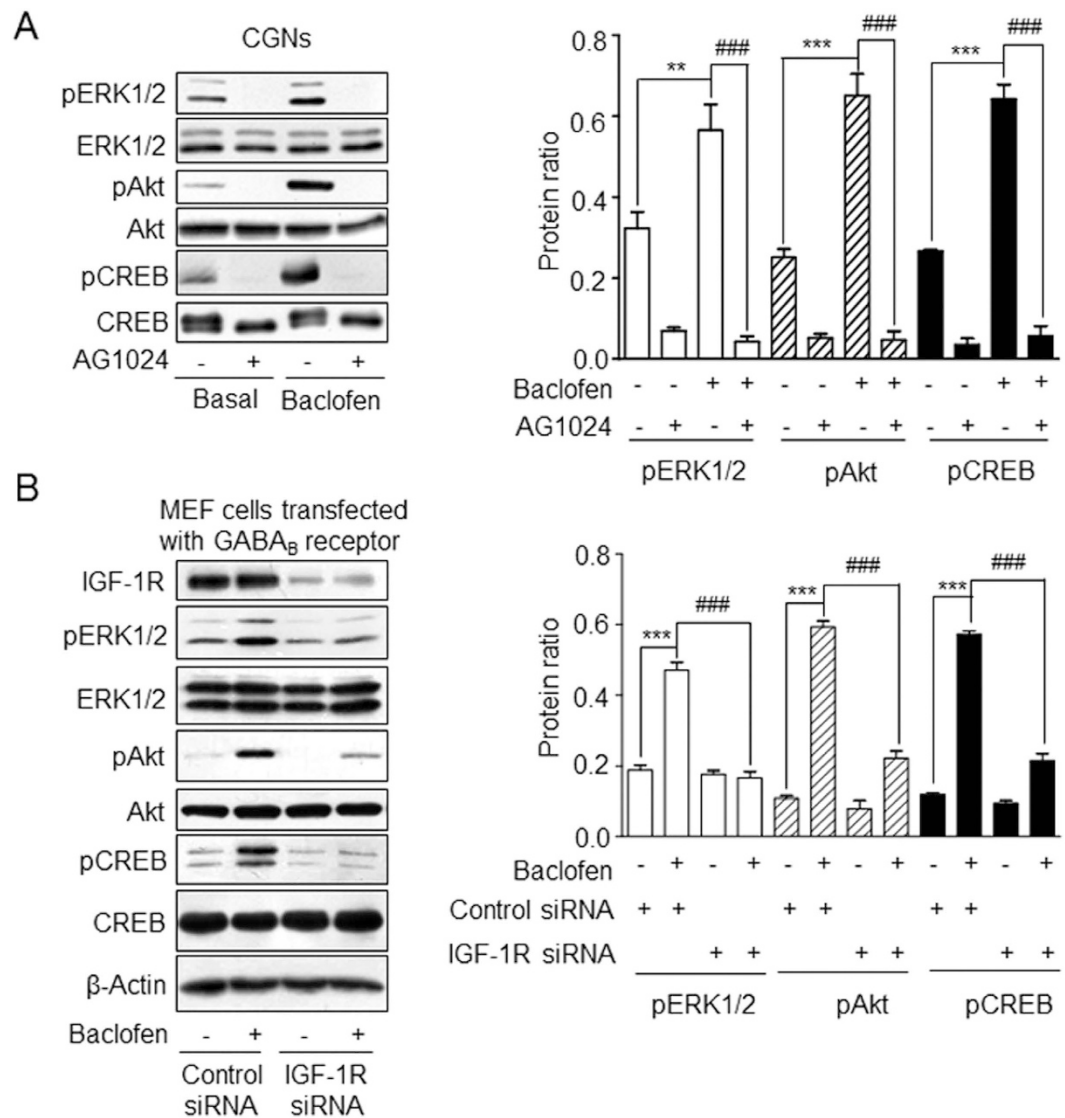 A
CGNs
pERK1/2
ERK1/2
pAkt
Akt
pCREB
CREB
AG1024 - + - +
Basal Baclofen
Protein ratio
0.8
0.6
0.4
0.2
0.0
** ### *** ### *** ###
Baclofen - - + + - - + + - - + +
AG1024 - + - + - + - + - + - +
pERK1/2 pAkt pCREB
B
MEF cells transfected
with GABAB receptor
IGF-1R
pERK1/2
ERK1/2
pAkt
Akt
pCREB
CREB
β-Actin
Baclofen - + - +
Control IGF-1R
siRNA siRNA
Protein ratio
0.8
0.6
0.4
0.2
0.0
*** ### *** ### *** ###
Baclofen - + - + - + - + - + - +
Control siRNA + + + + + +
IGF-1R siRNA + + + + + +
pERK1/2 pAkt pCREB